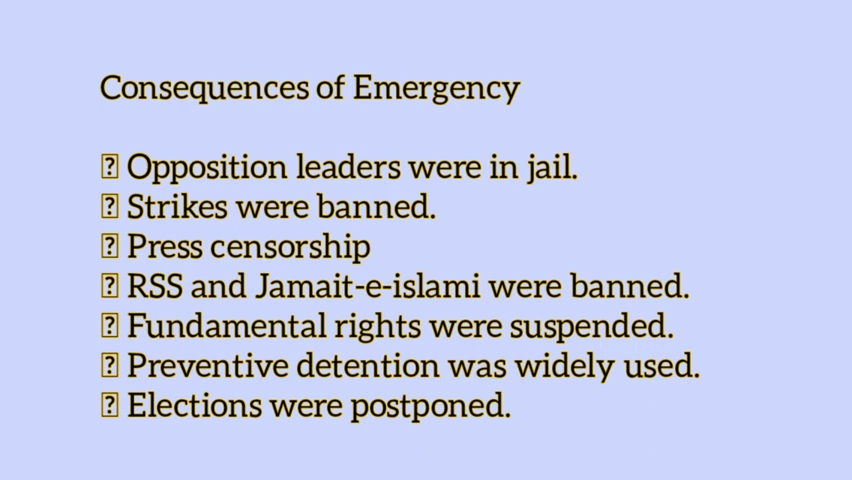 Consequences of Emergency
⍰ Opposition leaders were in jail.
⍰ Strikes were banned.
⍰ Press censorship
⍰ RSS and Jamait-e-islami were banned.
⍰ Fundamental rights were suspended.
⍰ Preventive detention was widely used.
⍰ Elections were postponed.